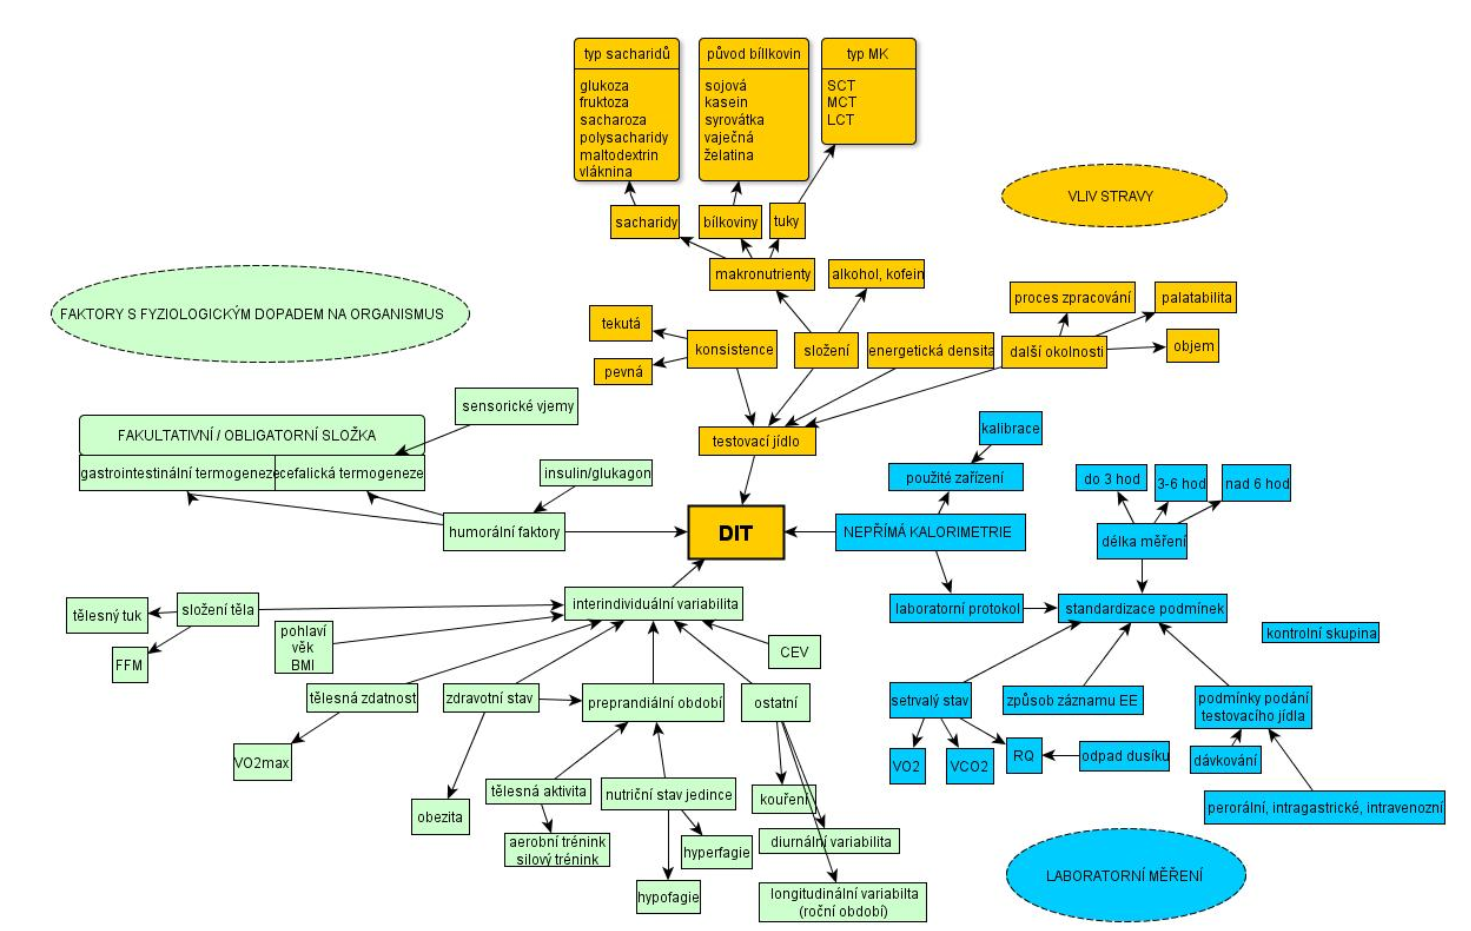 typ sacharidů
glukoza
fruktoza
sacharoza
polysacharidy
maltodextrin
vláknina
původ bíllkovin
sojová
kasein
syrovátka
vaječná
želatina
typ MK
SCT
MCT
LCT
VLIV STRAVY
sacharidy
bílkoviny
tuky
makronutrienty
alkohol, kofein
proces zpracování
palatabilita
FAKTORY S FYZIOLOGICKÝM DOPADEM NA ORGANISMUS
tekutá
konsistence
složení
energetická densita
další okolnosti
objem
pevná
sensorické vjemy
FAKULTATIVNÍ / OBLIGATORNÍ SLOŽKA
gastrointestinální termogeneze
cefalická termogeneze
testovací jídlo
kalibrace
insulin/glukagon
použité zařízení
do 3 hod
3-6 hod
nad 6 hod
humorální faktory
DIT
NEPŘÍMÁ KALORIMETRIE
délka měření
tělesný tuk
složení těla
interindividuální variabilita
laboratorní protokol
standardizace podmínek
kontrolní skupina
FFM
pohlaví
věk
BMI
CEV
tělesná zdatnost
zdravotní stav
preprandiální období
ostatní
setrvalý stav
způsob záznamu EE
podmínky podání
testovacího jídla
VO2max
VO2
VCO2
RQ
odpad dusíku
dávkování
tělesná aktivita
nutriční stav jedince
kouření
perorální, intragastrické, intravenozní
obezita
aerobní trénink
silový trénink
hyperfagie
diurnální variabilita
hypofagie
longitudinální variabilta
(roční období)
LABORATORNÍ MĚŘENÍ